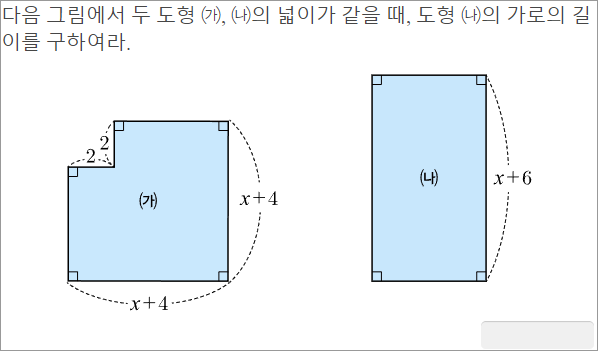 다음 그림에서 두 도형 ㈎, ㈏의 넓이가 같을 때, 도형 ㈏의 가로의 길
이를 구하여라.
2
2
㈎
x+4
x+4
㈏
x+6